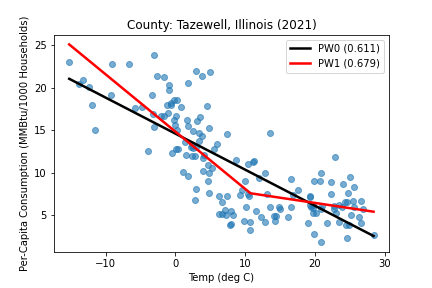 County: Tazewell, Illinois (2021)
PW0 (0.611)
PW1 (0.679)
Per-Capita Consumption (MMBtu/1000 Households)
25
20
15
10
5
−10
0
10
20
30
Temp (deg C)